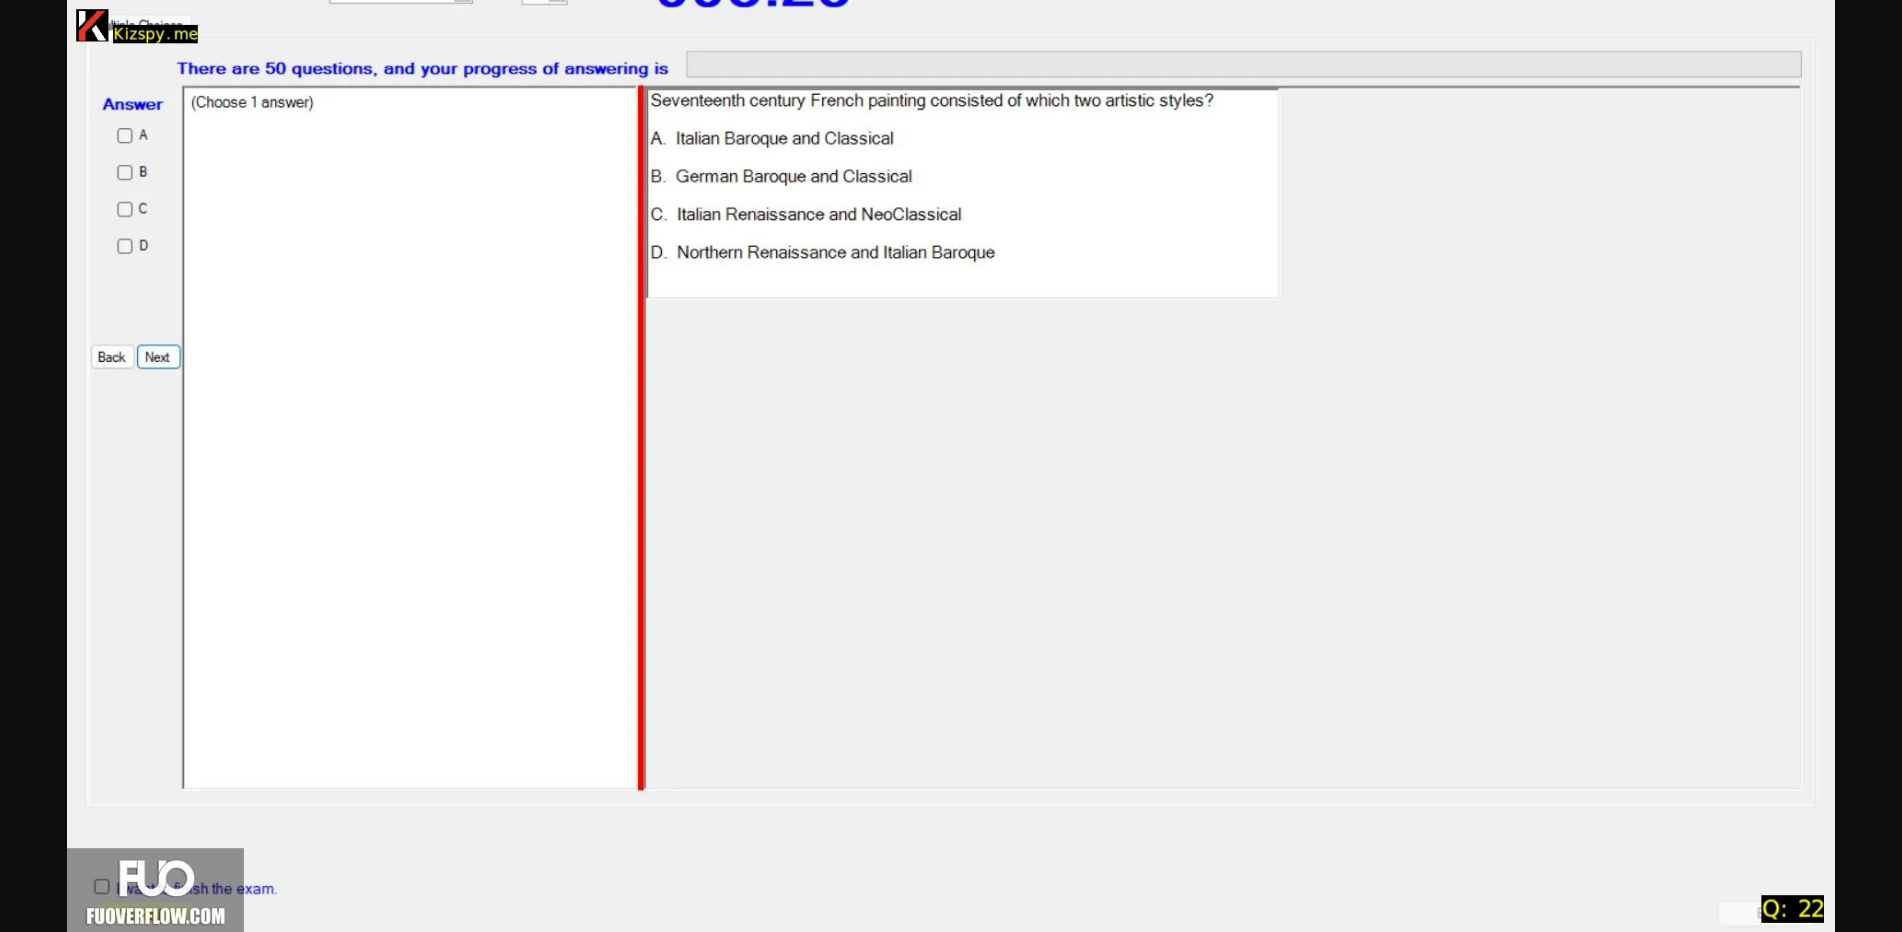 Kizspy.me
There are 50 questions, and your progress of answering is
Answer
(Choose 1 answer)
A
B
C
D
Back
Next
Seventeenth century French painting consisted of which two artistic styles?
A. Italian Baroque and Classical
B. German Baroque and Classical
C. Italian Renaissance and NeoClassical
D. Northern Renaissance and Italian Baroque
FUO
the exam.
FUOVERFLOW.COM
Q: 22